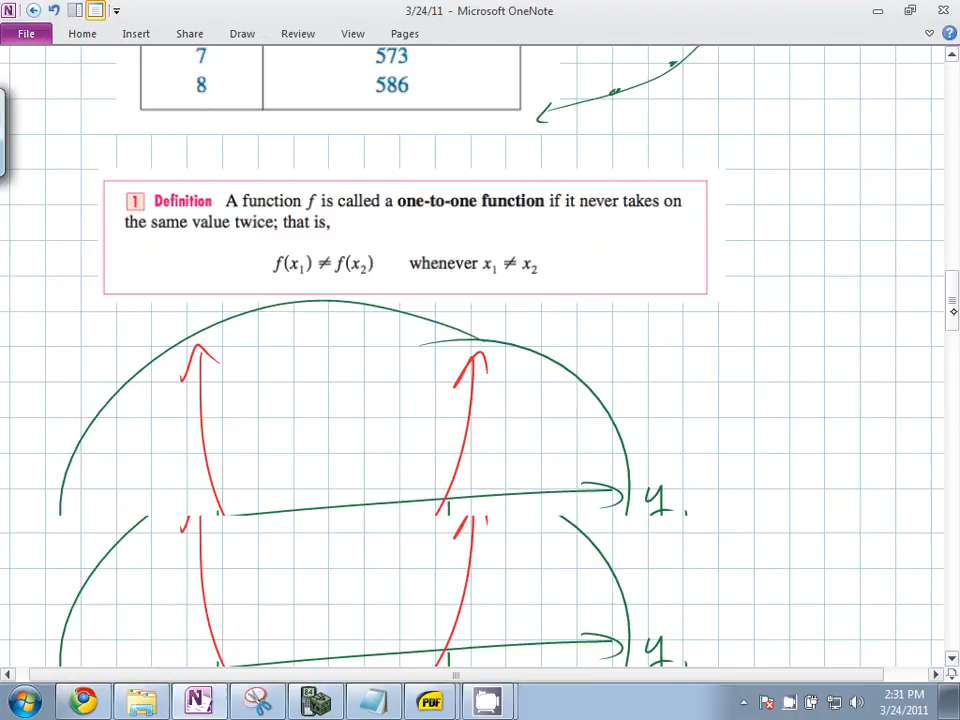 3/24/11 - Microsoft OneNote
File Home Insert Share Draw Review View Pages
7 573
8 586
1 Definition A function f is called a one-to-one function if it never takes on
the same value twice; that is,
f(x₁) ≠ f(x₂) whenever x₁ ≠ x₂
y
y
PDF
2:31 PM
3/24/2011